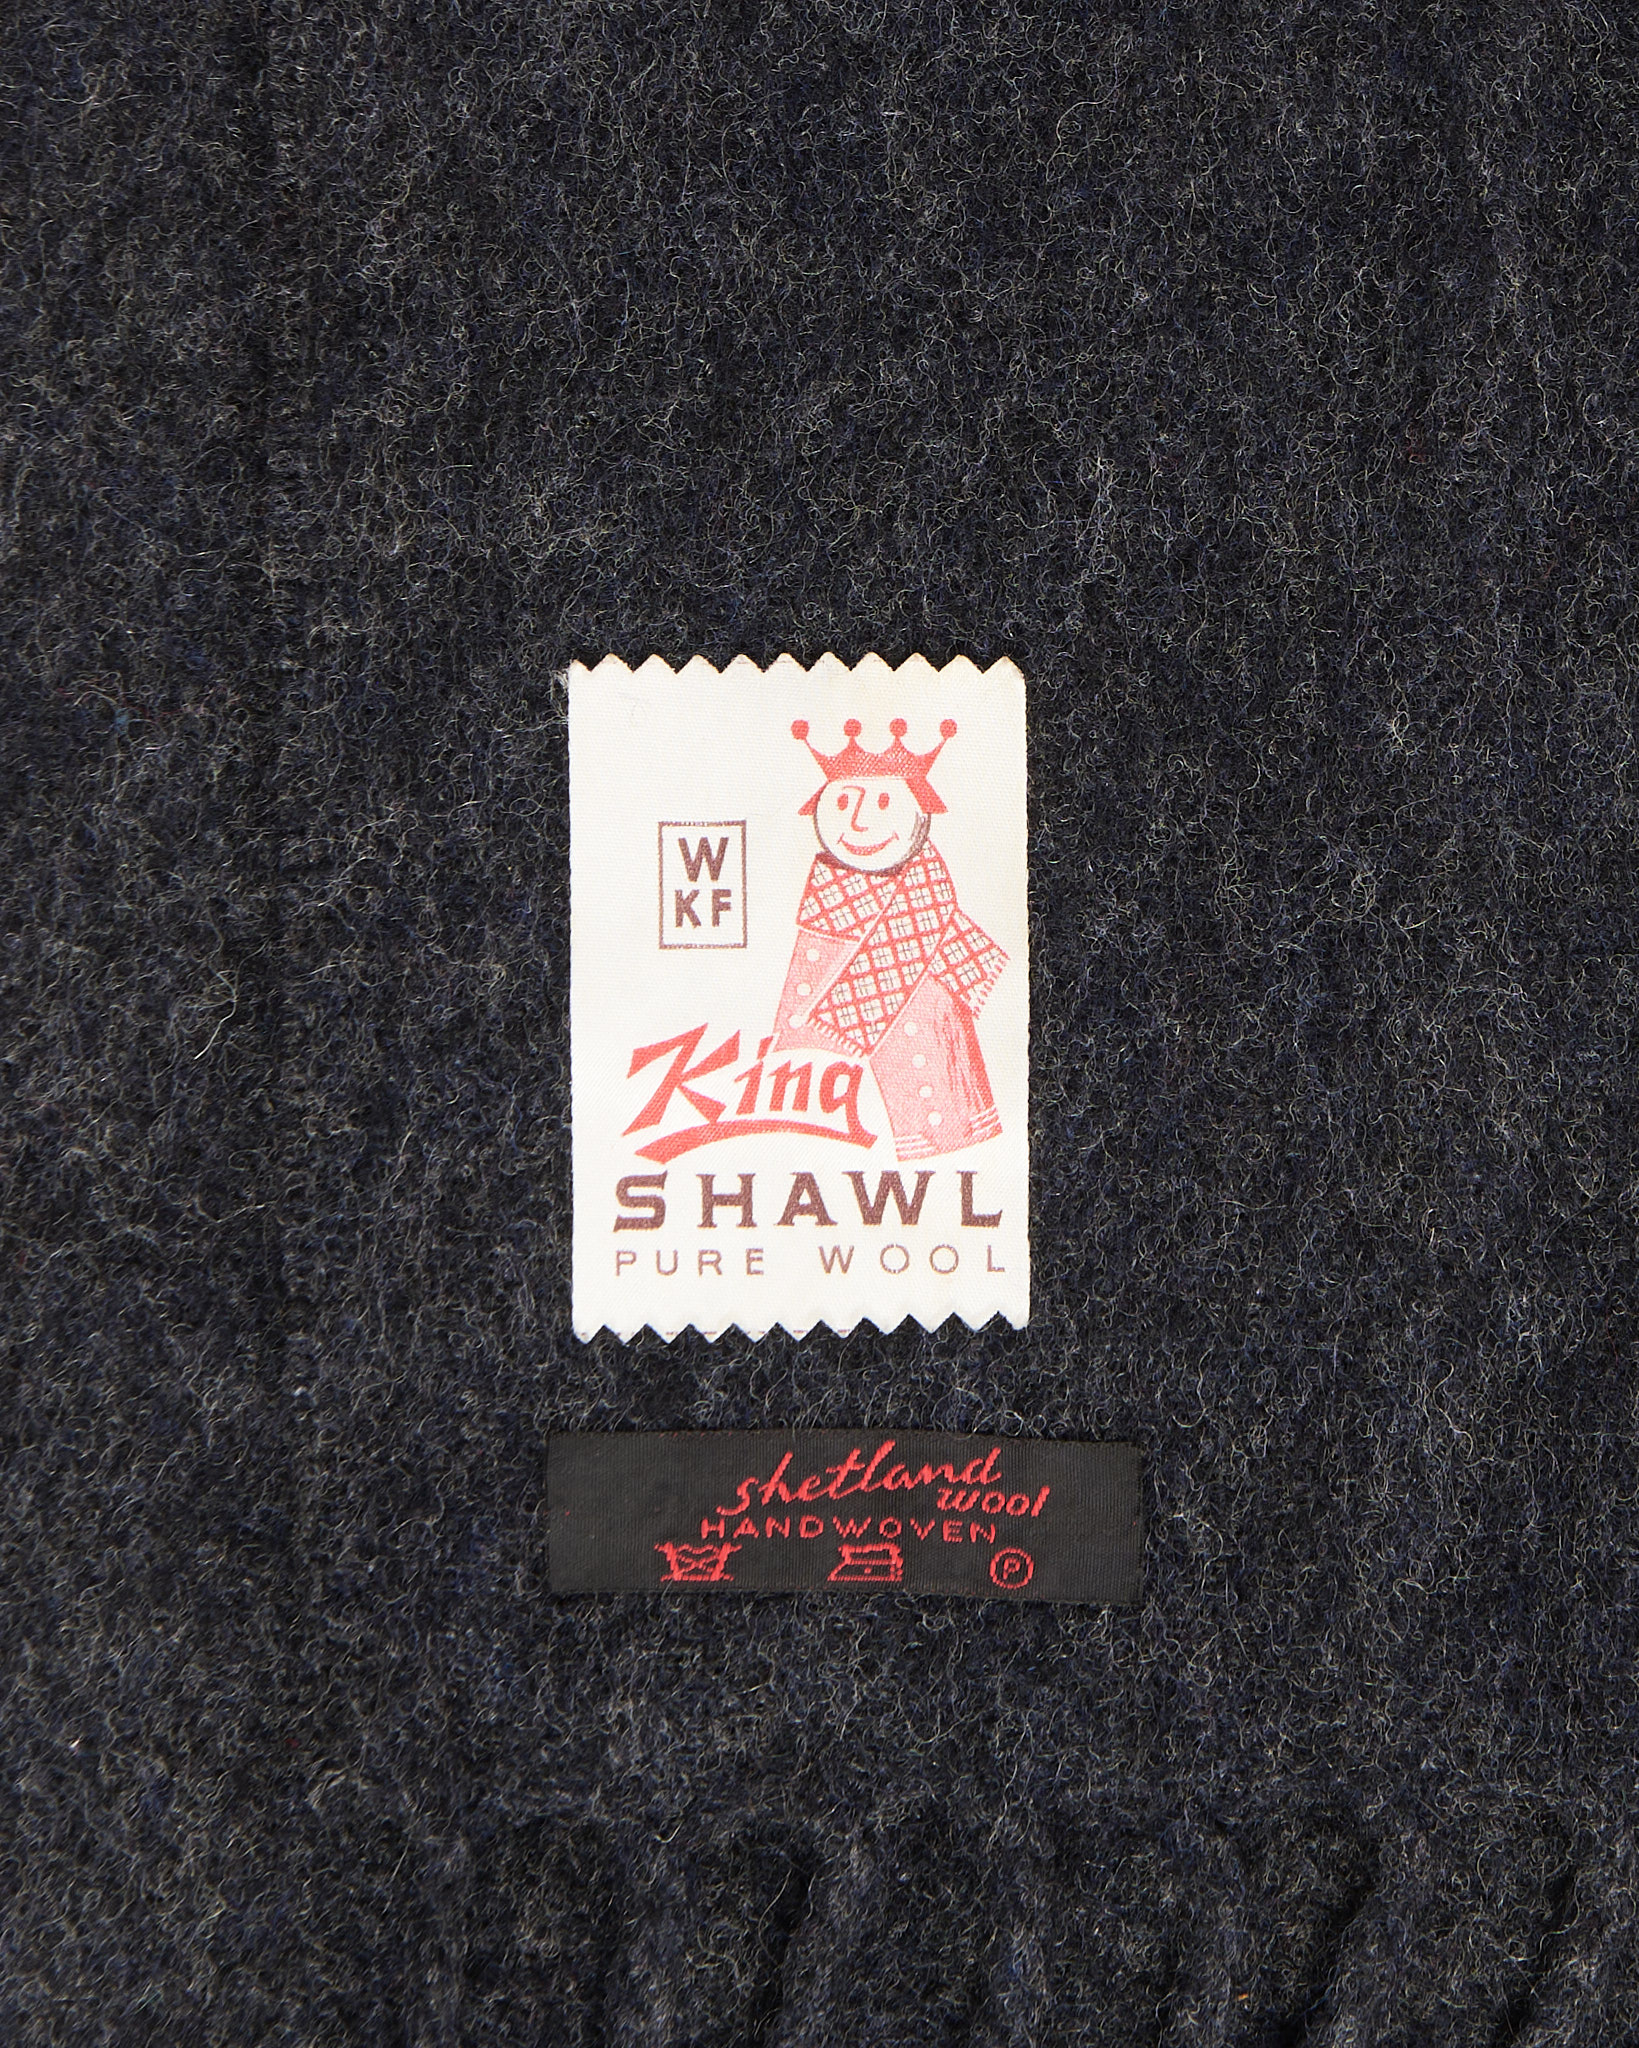 W
KF
King
SHAWL
PURE WOOL
shetland
wool
HANDWOVEN
P